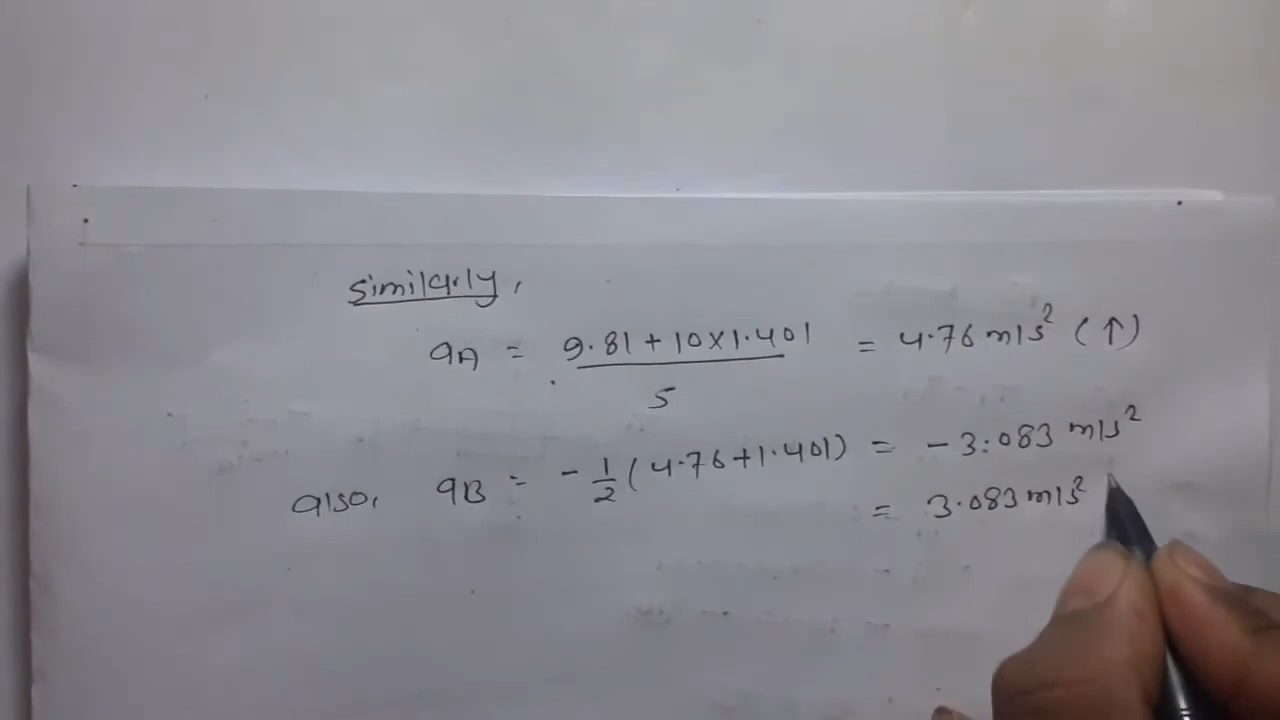 Similarly,
aA = 9.81 + 10×1.401 / 5 = 4.76 m/s² (↑)
also, aB = - 1/2 (4.76+1.401) = - 3.083 m/s²
= 3.083 m/s²